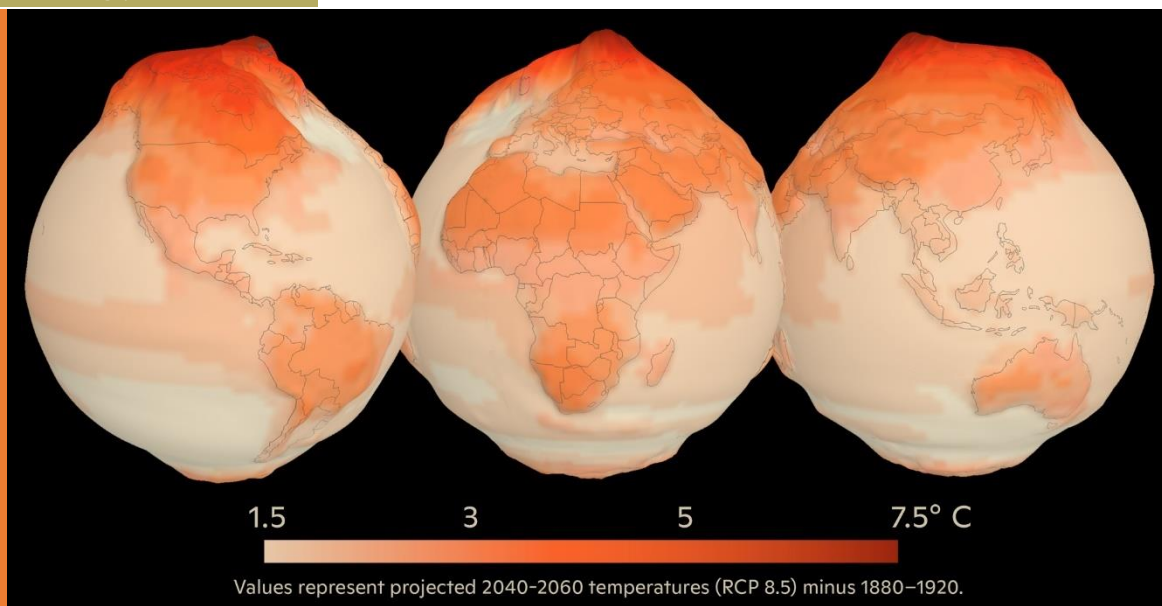 1.5 3 5 7.5° C
Values represent projected 2040-2060 temperatures (RCP 8.5) minus 1880–1920.